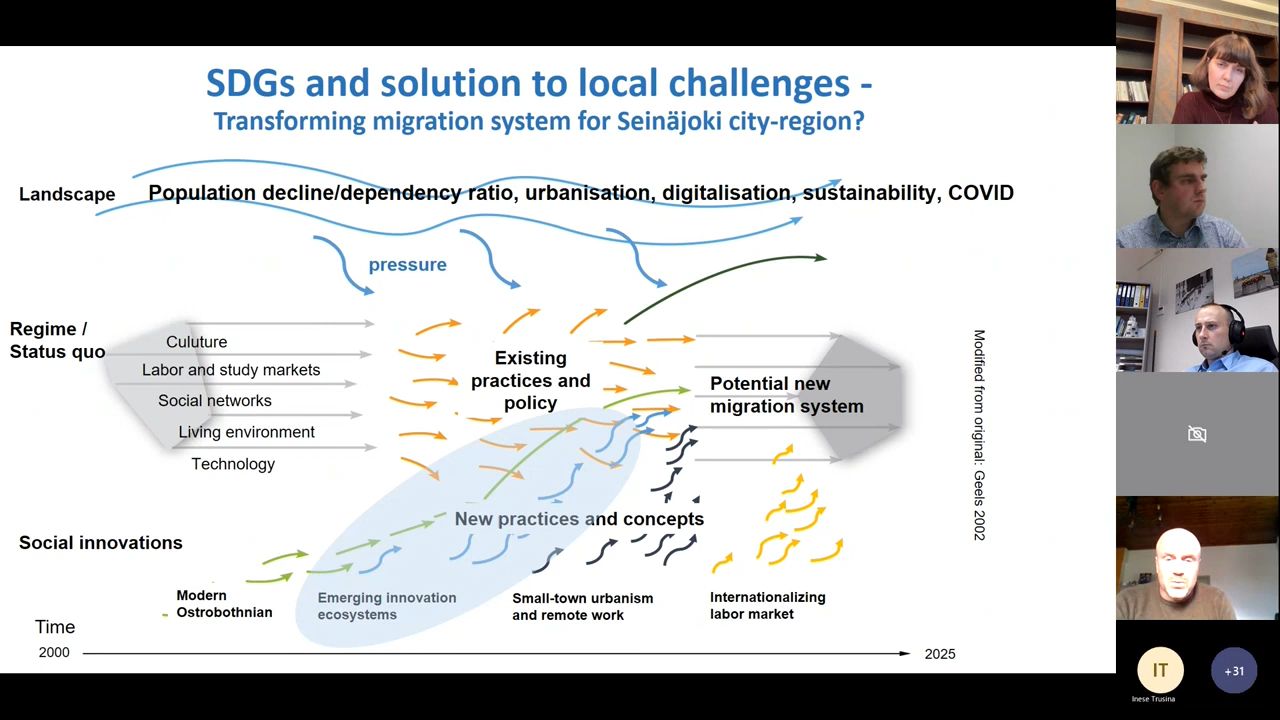 SDGs and solution to local challenges -
Transforming migration system for Seinäjoki city-region?
Landscape
Population decline/dependency ratio, urbanisation, digitalisation, sustainability, COVID
pressure
Regime /
Status quo
Culuture
Labor and study markets
Social networks
Living environment
Technology
Existing
practices and
policy
Potential new
migration system
Modified from original: Geels 2002
New practices and concepts
Social innovations
Modern
Ostrobothnian
Emerging innovation
ecosystems
Small-town urbanism
and remote work
Internationalizing
labor market
Time
2000
2025
IT
Inese Trusina
+31